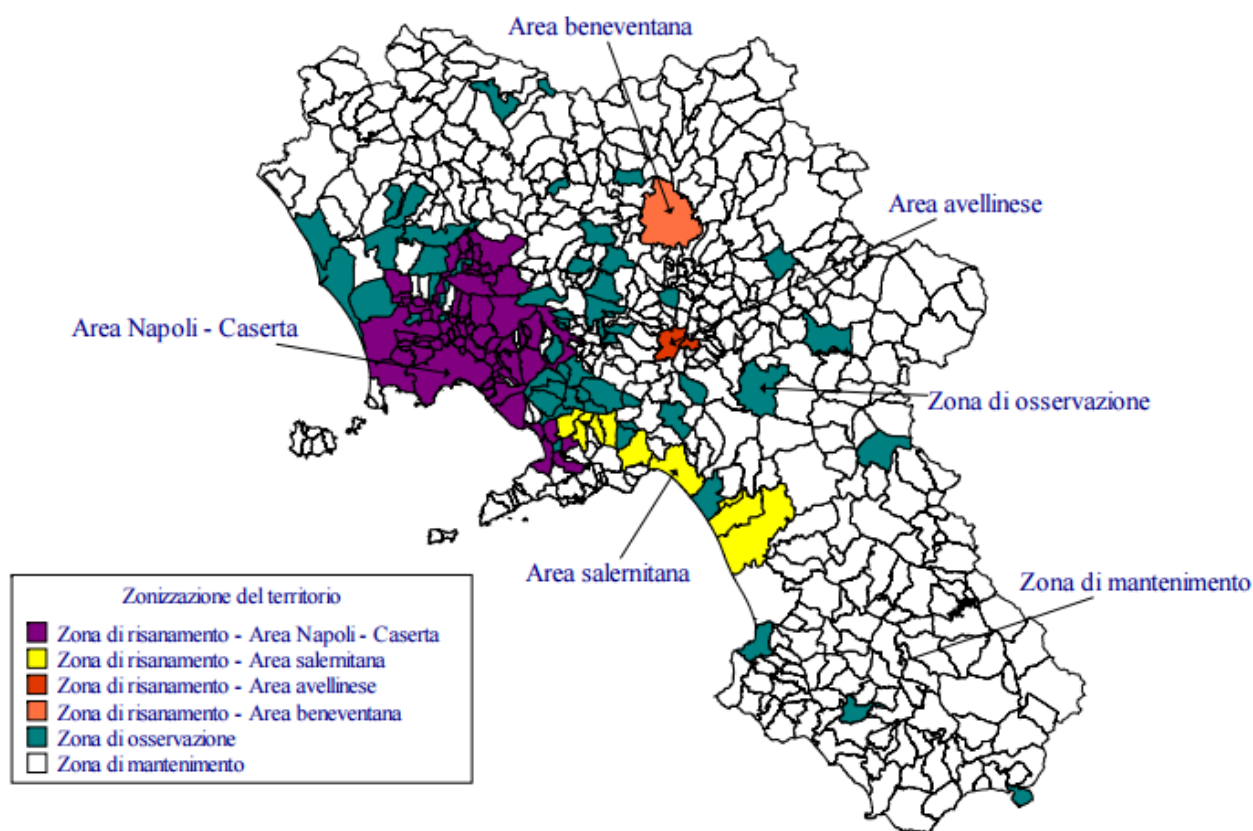 Area beneventana
Area avellinese
Area Napoli - Caserta
Zona di osservazione
Area salernitana
Zona di mantenimento
Zonizzazione del territorio
Zona di risanamento - Area Napoli - Caserta
Zona di risanamento - Area salernitana
Zona di risanamento - Area avellinese
Zona di risanamento - Area beneventana
Zona di osservazione
Zona di mantenimento